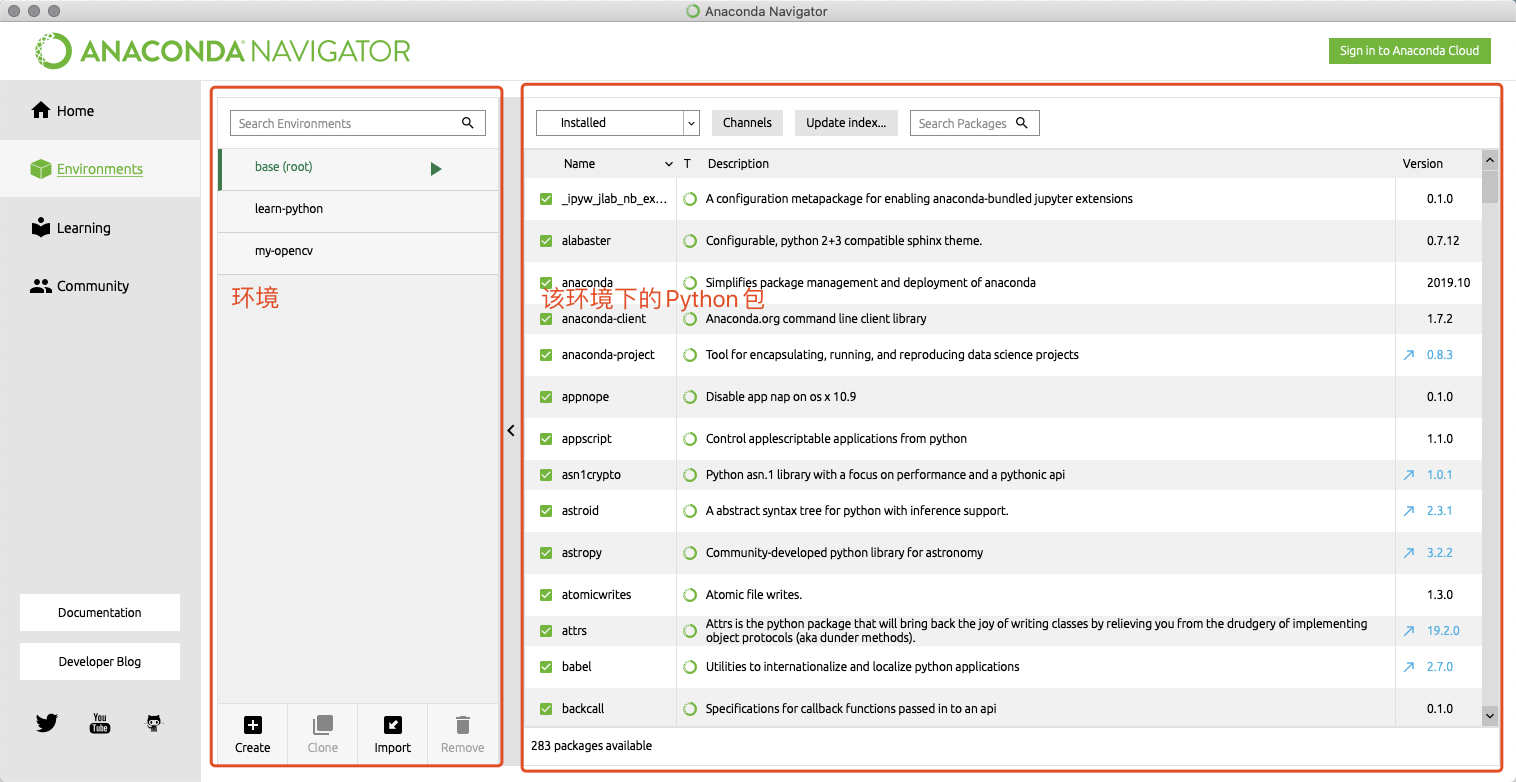 Anaconda Navigator
ANACONDA NAVIGATOR
Sign in to Anaconda Cloud
Home
Environments
Learning
Community
Documentation
Developer Blog
You
Tube
Search Environments
base (root)
learn-python
my-opencv
环境
Create
Clone
Import
Remove
Installed
Channels
Update index...
Search Packages
Name T Description Version
_ipyw_jlab_nb_ex... A configuration metapackage for enabling anaconda-bundled jupyter extensions 0.1.0
alabaster Configurable, python 2+3 compatible sphinx theme. 0.7.12
anaconda Simplifies package management and deployment of anaconda 2019.10
该环境下的Python包
anaconda-client Anaconda.org command line client library 1.7.2
anaconda-project Tool for encapsulating, running, and reproducing data science projects 0.8.3
appnope Disable app nap on os x 10.9 0.1.0
appscript Control applescriptable applications from python 1.1.0
asn1crypto Python asn.1 library with a focus on performance and a pythonic api 1.0.1
astroid A abstract syntax tree for python with inference support. 2.3.1
astropy Community-developed python library for astronomy 3.2.2
atomicwrites Atomic file writes. 1.3.0
attrs Attrs is the python package that will bring back the joy of writing classes by relieving you from the drudgery of implementing 19.2.0
object protocols (aka dunder methods).
babel Utilities to internationalize and localize python applications 2.7.0
backcall Specifications for callback functions passed in to an api 0.1.0
283 packages available